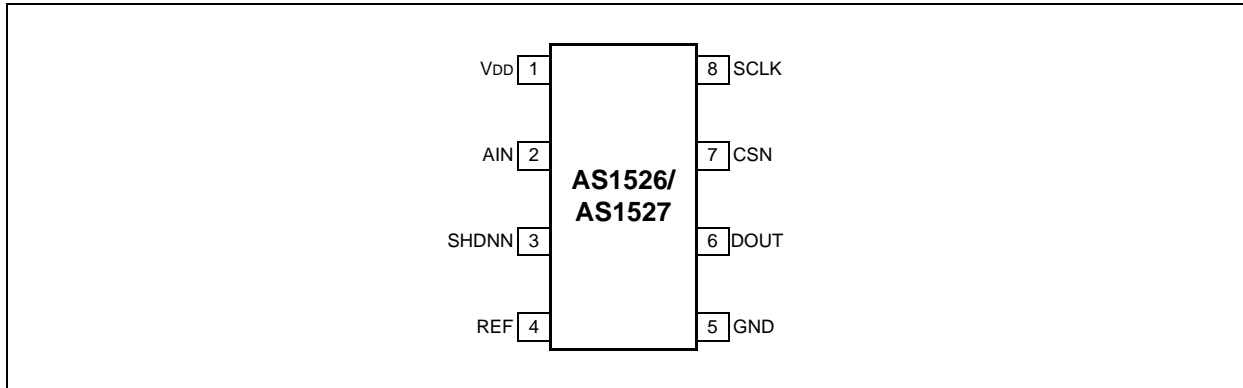 VDD 1 8 SCLK
AIN 2 7 CSN
AS1526/
AS1527
SHDNN 3 6 DOUT
REF 4 5 GND